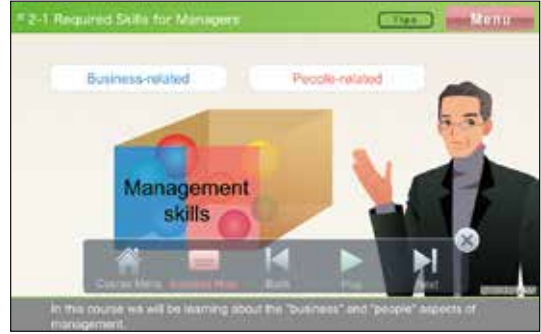 2-1 Required Skills for Managers
Tips
Menu
Business-related
People-related
Management
skills
Course Menu
Back
Play
Next
In this course we will be learning about the "business" and "people" aspects of
management.